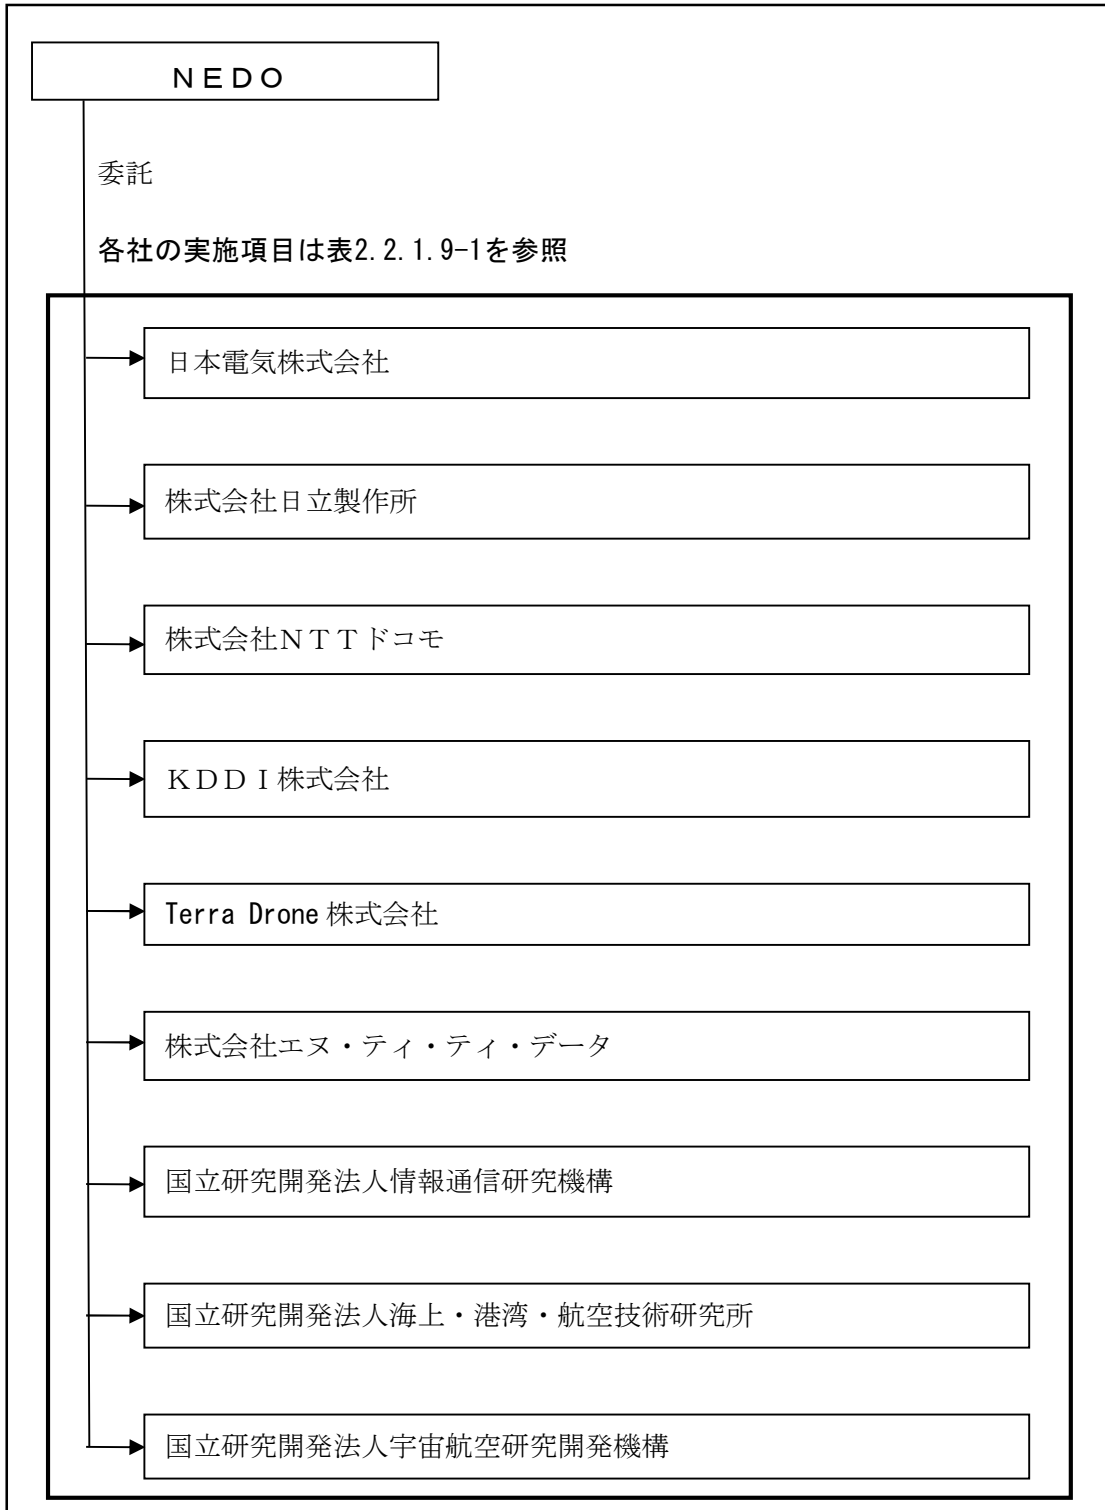 ＮＥＤＯ
委託
各社の実施項目は表2.2.1.9-1を参照
日本電気株式会社
株式会社日立製作所
株式会社ＮＴＴドコモ
ＫＤＤＩ株式会社
Terra Drone 株式会社
株式会社エヌ・ティ・ティ・データ
国立研究開発法人情報通信研究機構
国立研究開発法人海上・港湾・航空技術研究所
国立研究開発法人宇宙航空研究開発機構